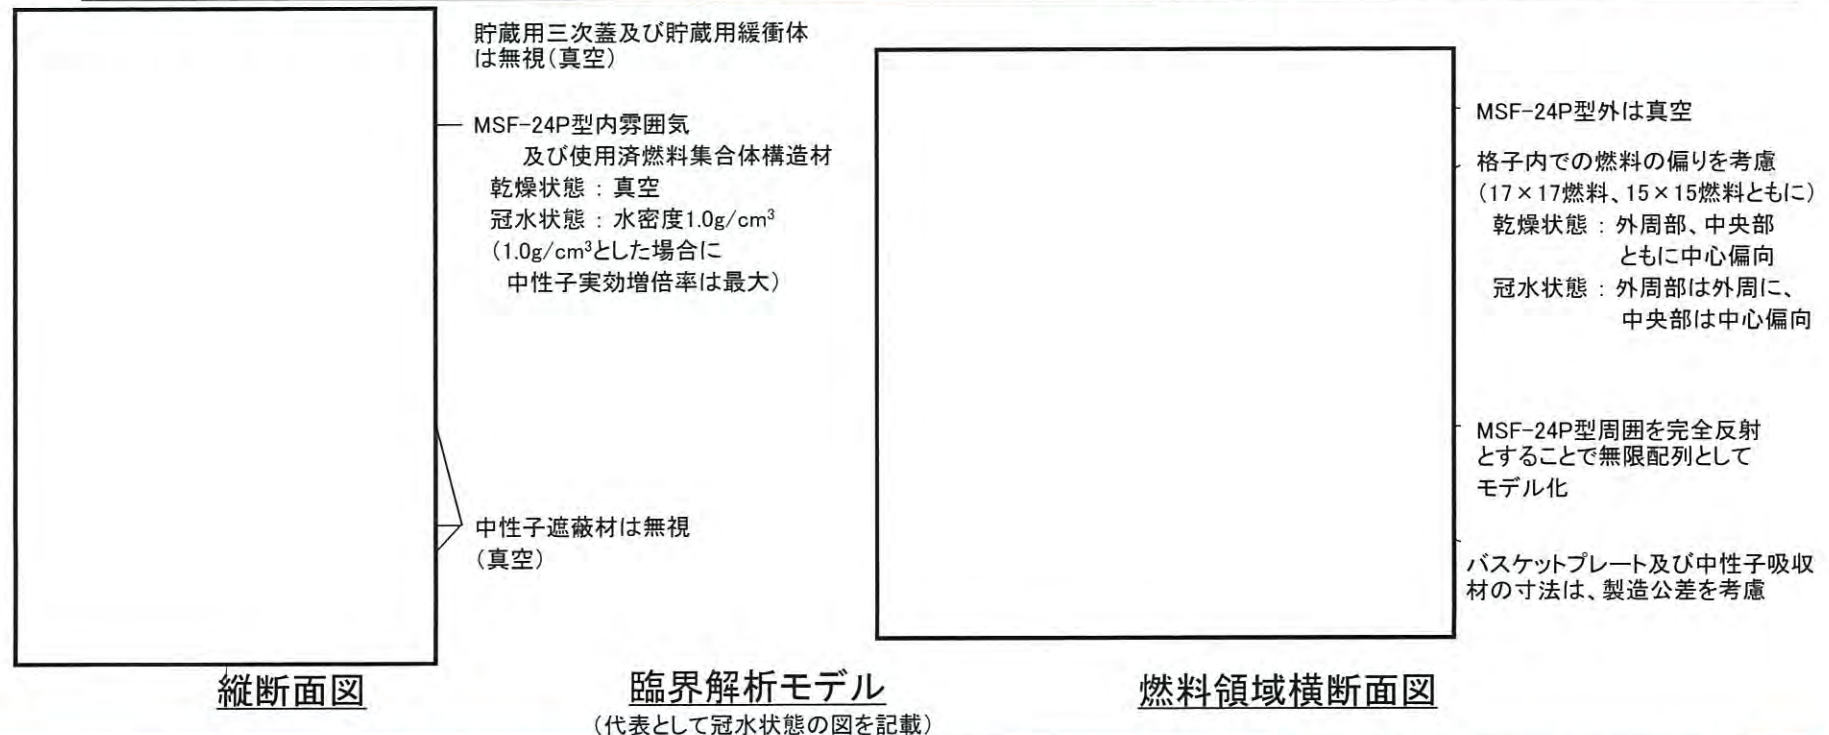 貯蔵用三次蓋及び貯蔵用緩衝体
は無視(真空)
MSF-24P型内雰囲気
及び使用済燃料集合体構造材
乾燥状態：真空
冠水状態：水密度1.0g/cm³
(1.0g/cm³とした場合に
中性子実効増倍率は最大)
中性子遮蔽材は無視
(真空)
縦断面図
臨界解析モデル
(代表として冠水状態の図を記載)
MSF-24P型外は真空
格子内での燃料の偏りを考慮
(17×17燃料、15×15燃料ともに)
乾燥状態：外周部、中央部
ともに中心偏向
冠水状態：外周部は外周に、
中央部は中心偏向
MSF-24P型周囲を完全反射
とすることで無限配列として
モデル化
バスケットプレート及び中性子吸収
材の寸法は、製造公差を考慮
燃料領域横断面図